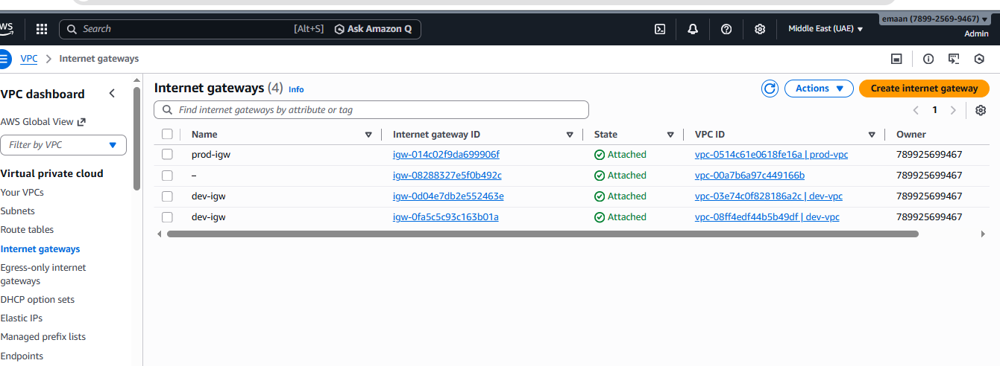 aws Search [Alt+S] Ask Amazon Q Middle East (UAE) emaan (7899-2569-9467)
Admin
VPC Internet gateways
VPC dashboard
AWS Global View
Filter by VPC
Virtual private cloud
Your VPCs
Subnets
Route tables
Internet gateways
Egress-only internet
gateways
DHCP option sets
Elastic IPs
Managed prefix lists
Endpoints
Internet gateways (4) Info Actions Create internet gateway
Find internet gateways by attribute or tag 1
Name Internet gateway ID State VPC ID Owner
prod-igw igw-014c02f9da699906f Attached vpc-0514c61e0618fe16a | prod-vpc 789925699467
– igw-08288327e5f0b492c Attached vpc-00a7b6a97c449166b 789925699467
dev-igw igw-0d04e7db2e552463e Attached vpc-03e74c0f828186a2c | dev-vpc 789925699467
dev-igw igw-0fa5c5c93c163b01a Attached vpc-08ff4edf44b5b49df | dev-vpc 789925699467